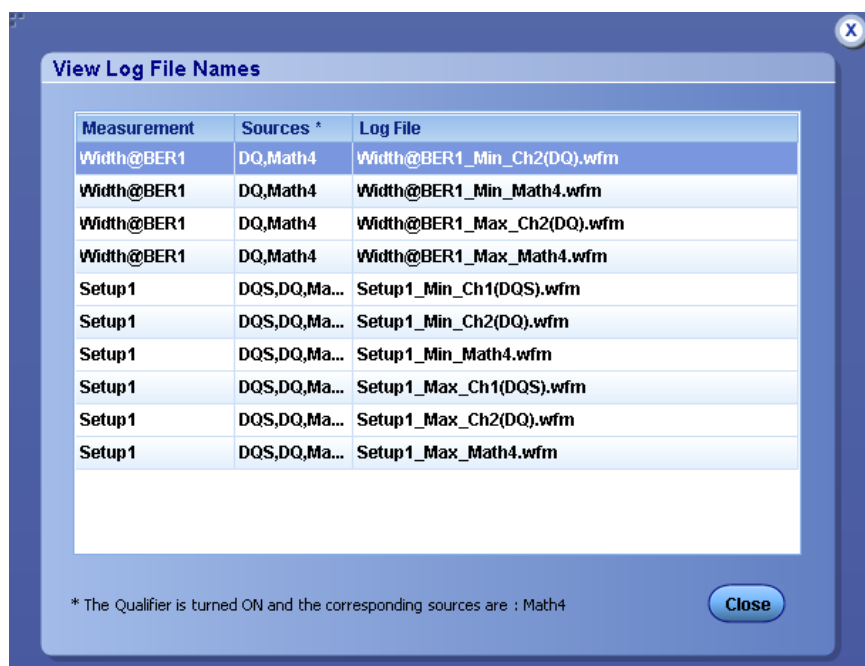 X
View Log File Names
Measurement Sources * Log File
Width@BER1 DQ,Math4 Width@BER1_Min_Ch2(DQ).wfm
Width@BER1 DQ,Math4 Width@BER1_Min_Math4.wfm
Width@BER1 DQ,Math4 Width@BER1_Max_Ch2(DQ).wfm
Width@BER1 DQ,Math4 Width@BER1_Max_Math4.wfm
Setup1 DQS,DQ,Ma... Setup1_Min_Ch1(DQS).wfm
Setup1 DQS,DQ,Ma... Setup1_Min_Ch2(DQ).wfm
Setup1 DQS,DQ,Ma... Setup1_Min_Math4.wfm
Setup1 DQS,DQ,Ma... Setup1_Max_Ch1(DQS).wfm
Setup1 DQS,DQ,Ma... Setup1_Max_Ch2(DQ).wfm
Setup1 DQS,DQ,Ma... Setup1_Max_Math4.wfm
* The Qualifier is turned ON and the corresponding sources are : Math4
Close